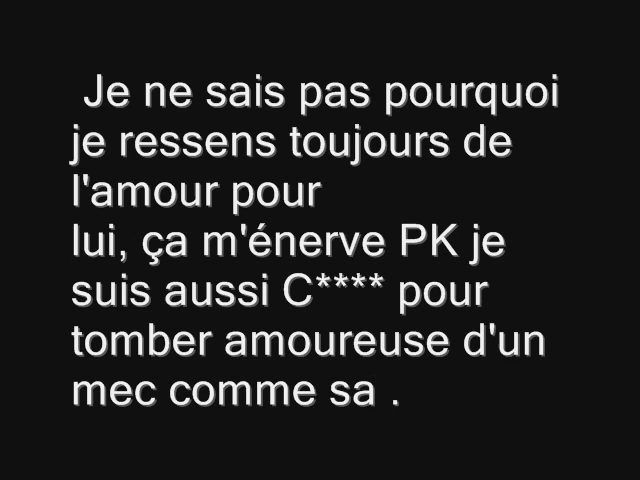 Je ne sais pas pourquoi
je ressens toujours de
l'amour pour
lui, ça m'énerve PK je
suis aussi C**** pour
tomber amoureuse d'un
mec comme sa .